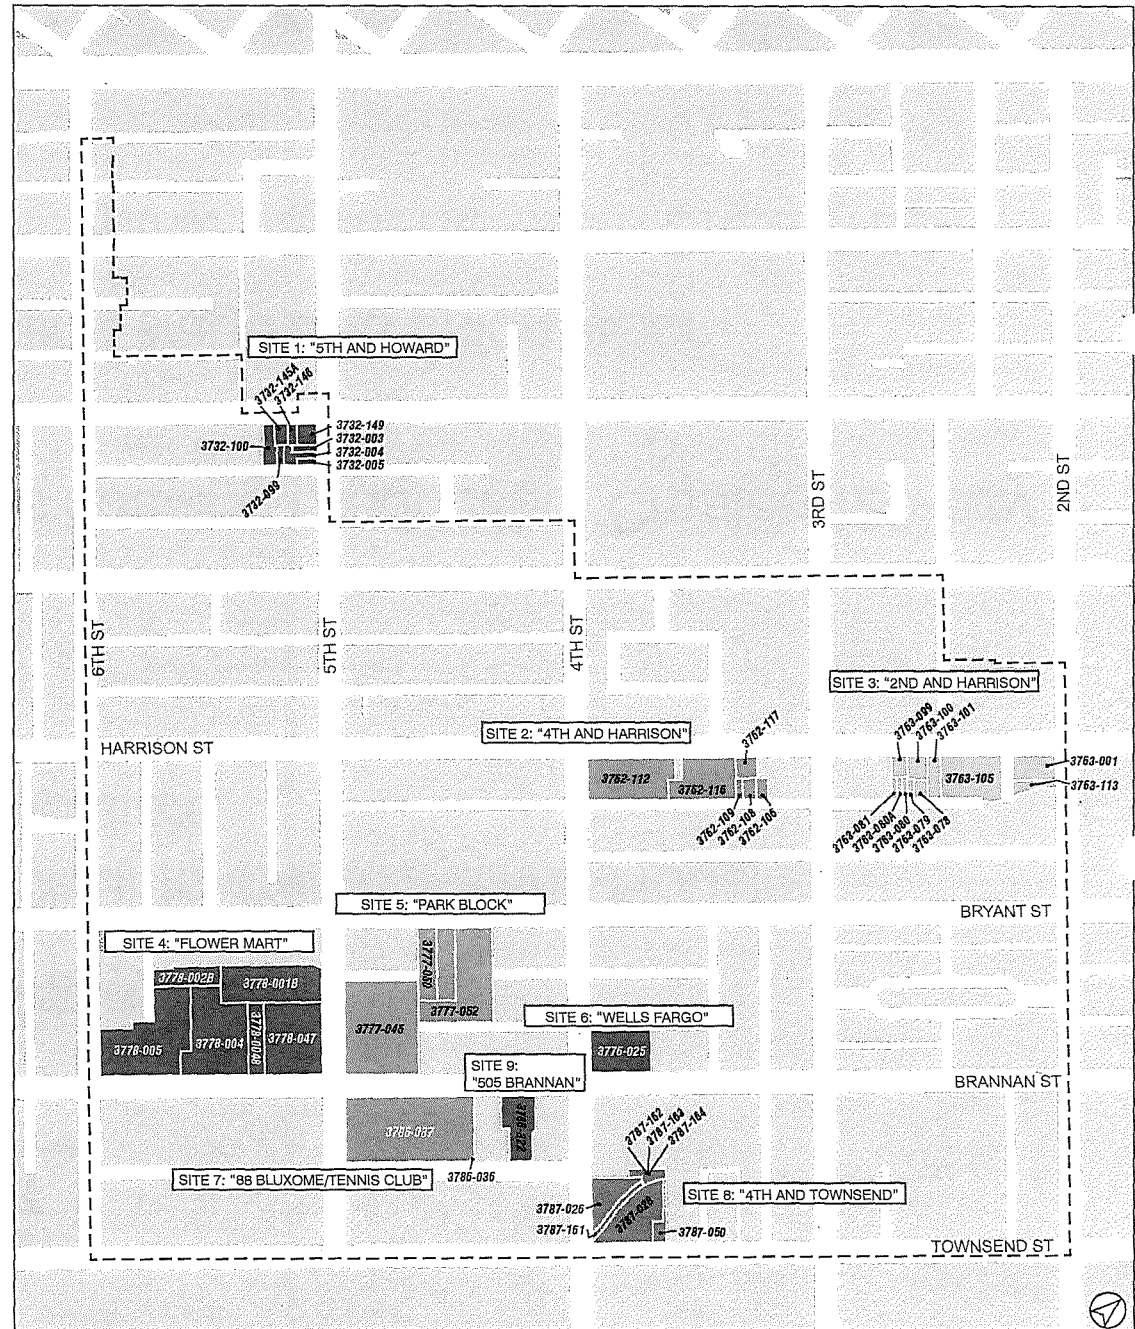 SITE 1: "5TH AND HOWARD"
3732-145A
3732-146
3732-149
3732-003
3732-100
3732-004
3732-005
3732-099
3RD ST
2ND ST
6TH ST
5TH ST
4TH ST
SITE 3: "2ND AND HARRISON"
3763-099
3763-100
3763-101
SITE 2: "4TH AND HARRISON"
3762-117
HARRISON ST
3763-001
3762-112
3763-105
3762-116
3763-113
3762-109
3762-108
3762-106
3763-081
3763-080A
3763-080
3763-079
3763-078
SITE 5: "PARK BLOCK"
BRYANT ST
SITE 4: "FLOWER MART"
3778-002B
3778-001B
3777-052
3777-045
SITE 6: "WELLS FARGO"
3778-005
3778-004
3778-047
3776-025
SITE 9:
"505 BRANNAN"
BRANNAN ST
3786-037
3787-162
3787-163
3787-164
SITE 7: "88 BLUXOME/TENNIS CLUB"
3786-036
SITE 8: "4TH AND TOWNSEND"
3787-026
3787-028
3787-161
3787-050
TOWNSEND ST